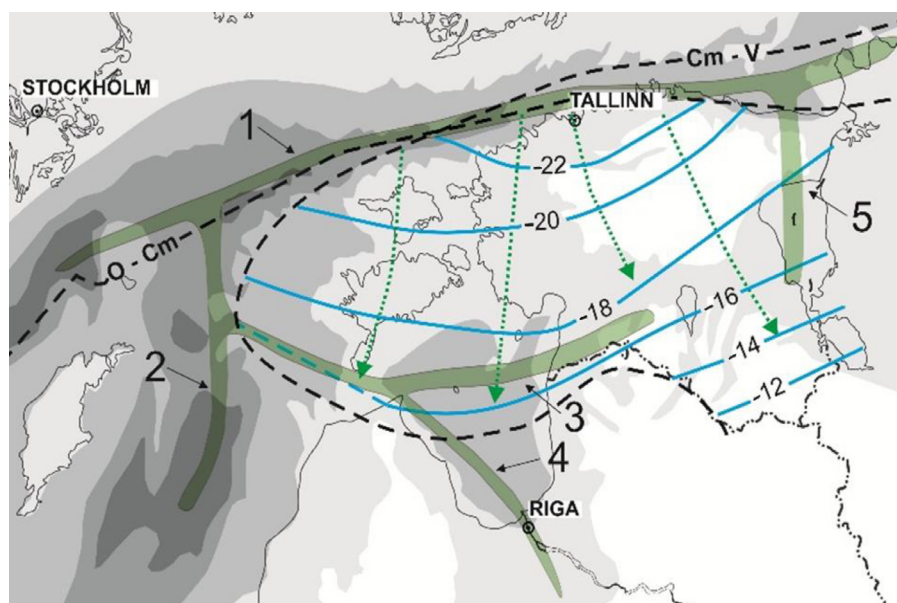 Cm - V
STOCKHOLM
TALLINN
1
-22
5
-20
O - Cm
-18
-16
-14
2
-12
3
4
RIGA